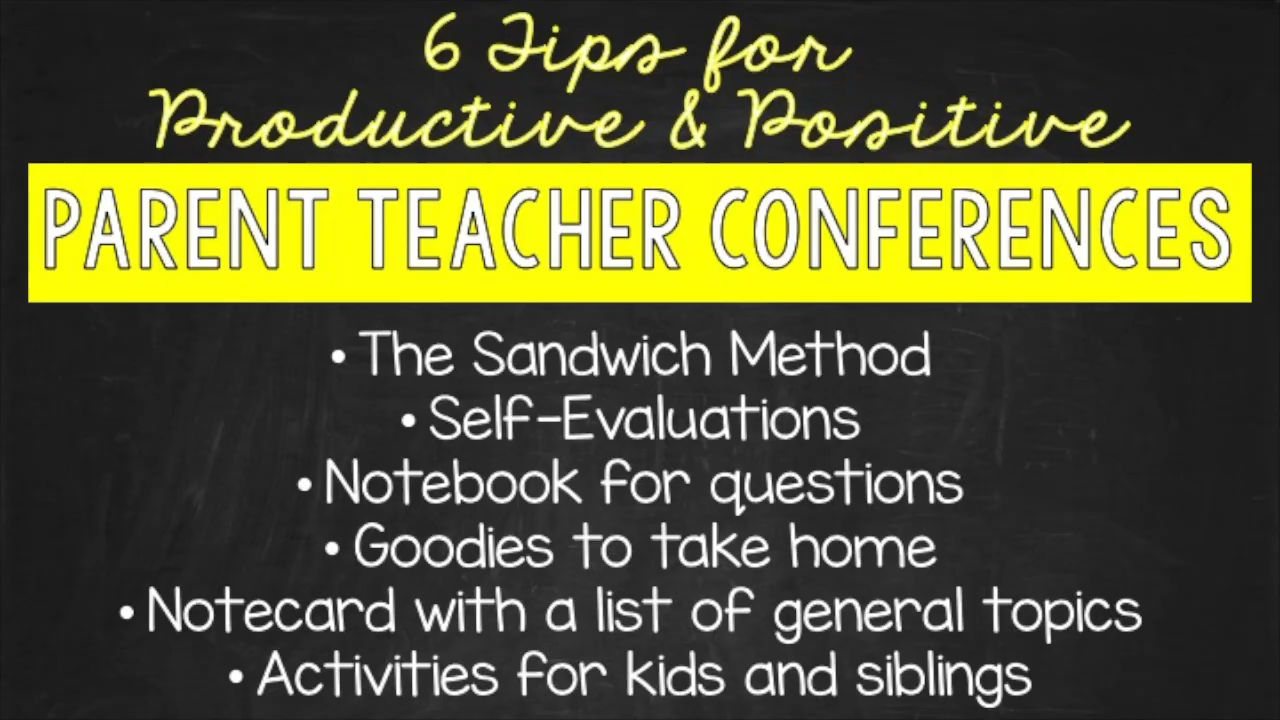 6 Tips for
Productive & Positive
PARENT TEACHER CONFERENCES
• The Sandwich Method
• Self-Evaluations
• Notebook for questions
• Goodies to take home
• Notecard with a list of general topics
• Activities for kids and siblings